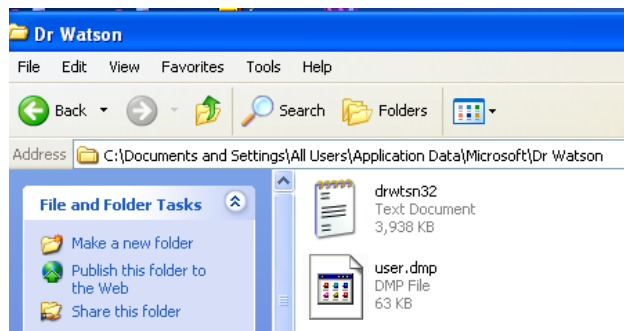 Dr Watson
File Edit View Favorites Tools Help
Back Search Folders
Address C:\Documents and Settings\All Users\Application Data\Microsoft\Dr Watson
File and Folder Tasks
Make a new folder
Publish this folder to
the Web
Share this folder
drwtsn32
Text Document
3,938 KB
user.dmp
DMP File
63 KB